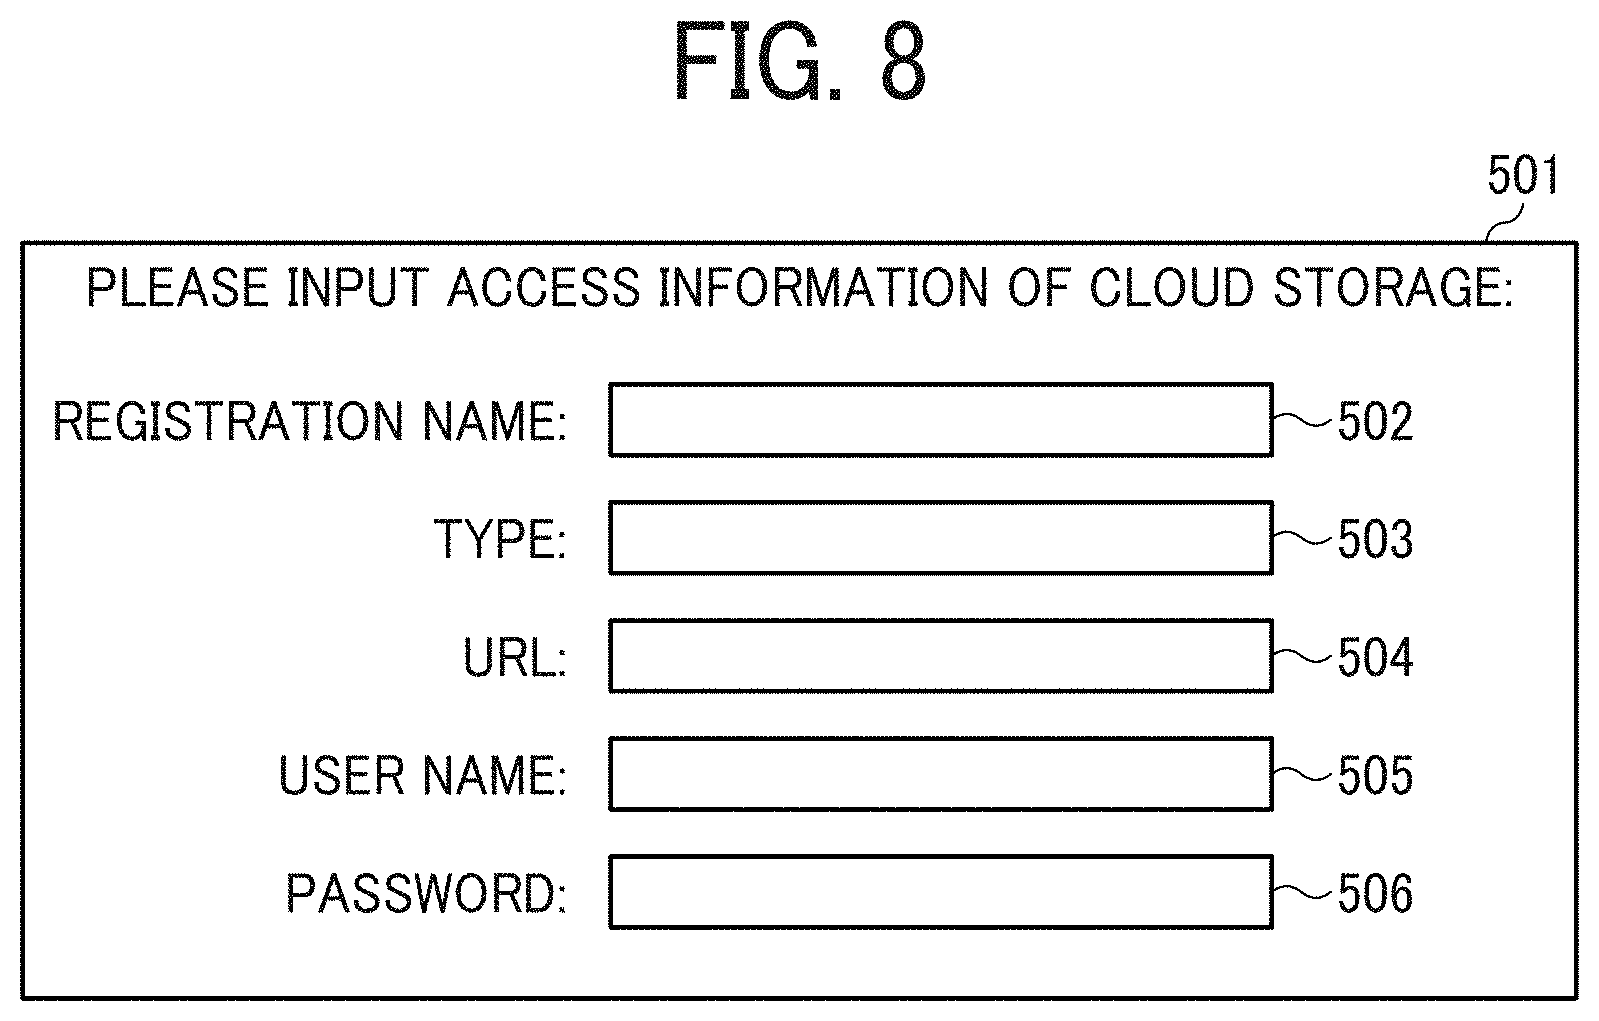 FIG. 8
501
PLEASE INPUT ACCESS INFORMATION OF CLOUD STORAGE:
REGISTRATION NAME: 502
TYPE: 503
URL: 504
USER NAME: 505
PASSWORD: 506